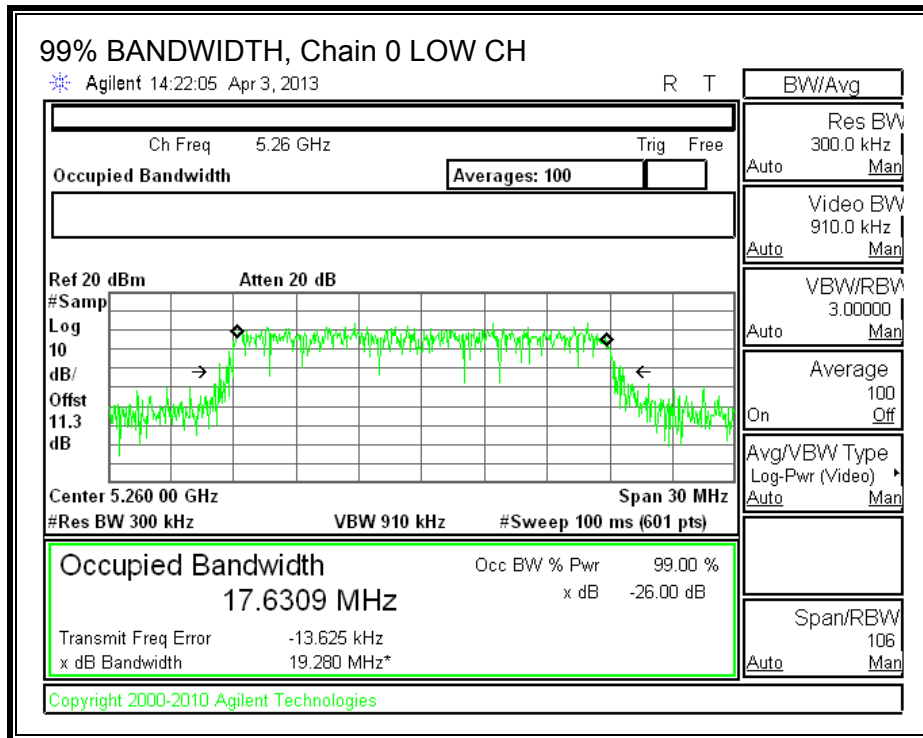 99% BANDWIDTH, Chain 0 LOW CH
Agilent 14:22:05 Apr 3, 2013 R T
BW/Avg
Ch Freq 5.26 GHz Trig Free
Occupied Bandwidth Averages: 100
Res BW
300.0 kHz
Auto Man
Video BW
910.0 kHz
Auto Man
VBW/RBW
3.00000
Auto Man
Average
100
On Off
Avg/VBW Type
Log-Pwr (Video)
Auto Man
Span/RBW
106
Auto Man
Ref 20 dBm Atten 20 dB
#Samp
Log
10
dB/
Offst
11.3
dB
Center 5.260 00 GHz Span 30 MHz
#Res BW 300 kHz VBW 910 kHz #Sweep 100 ms (601 pts)
Occupied Bandwidth Occ BW % Pwr 99.00 %
17.6309 MHz x dB -26.00 dB
Transmit Freq Error -13.625 kHz
x dB Bandwidth 19.280 MHz*
Copyright 2000-2010 Agilent Technologies